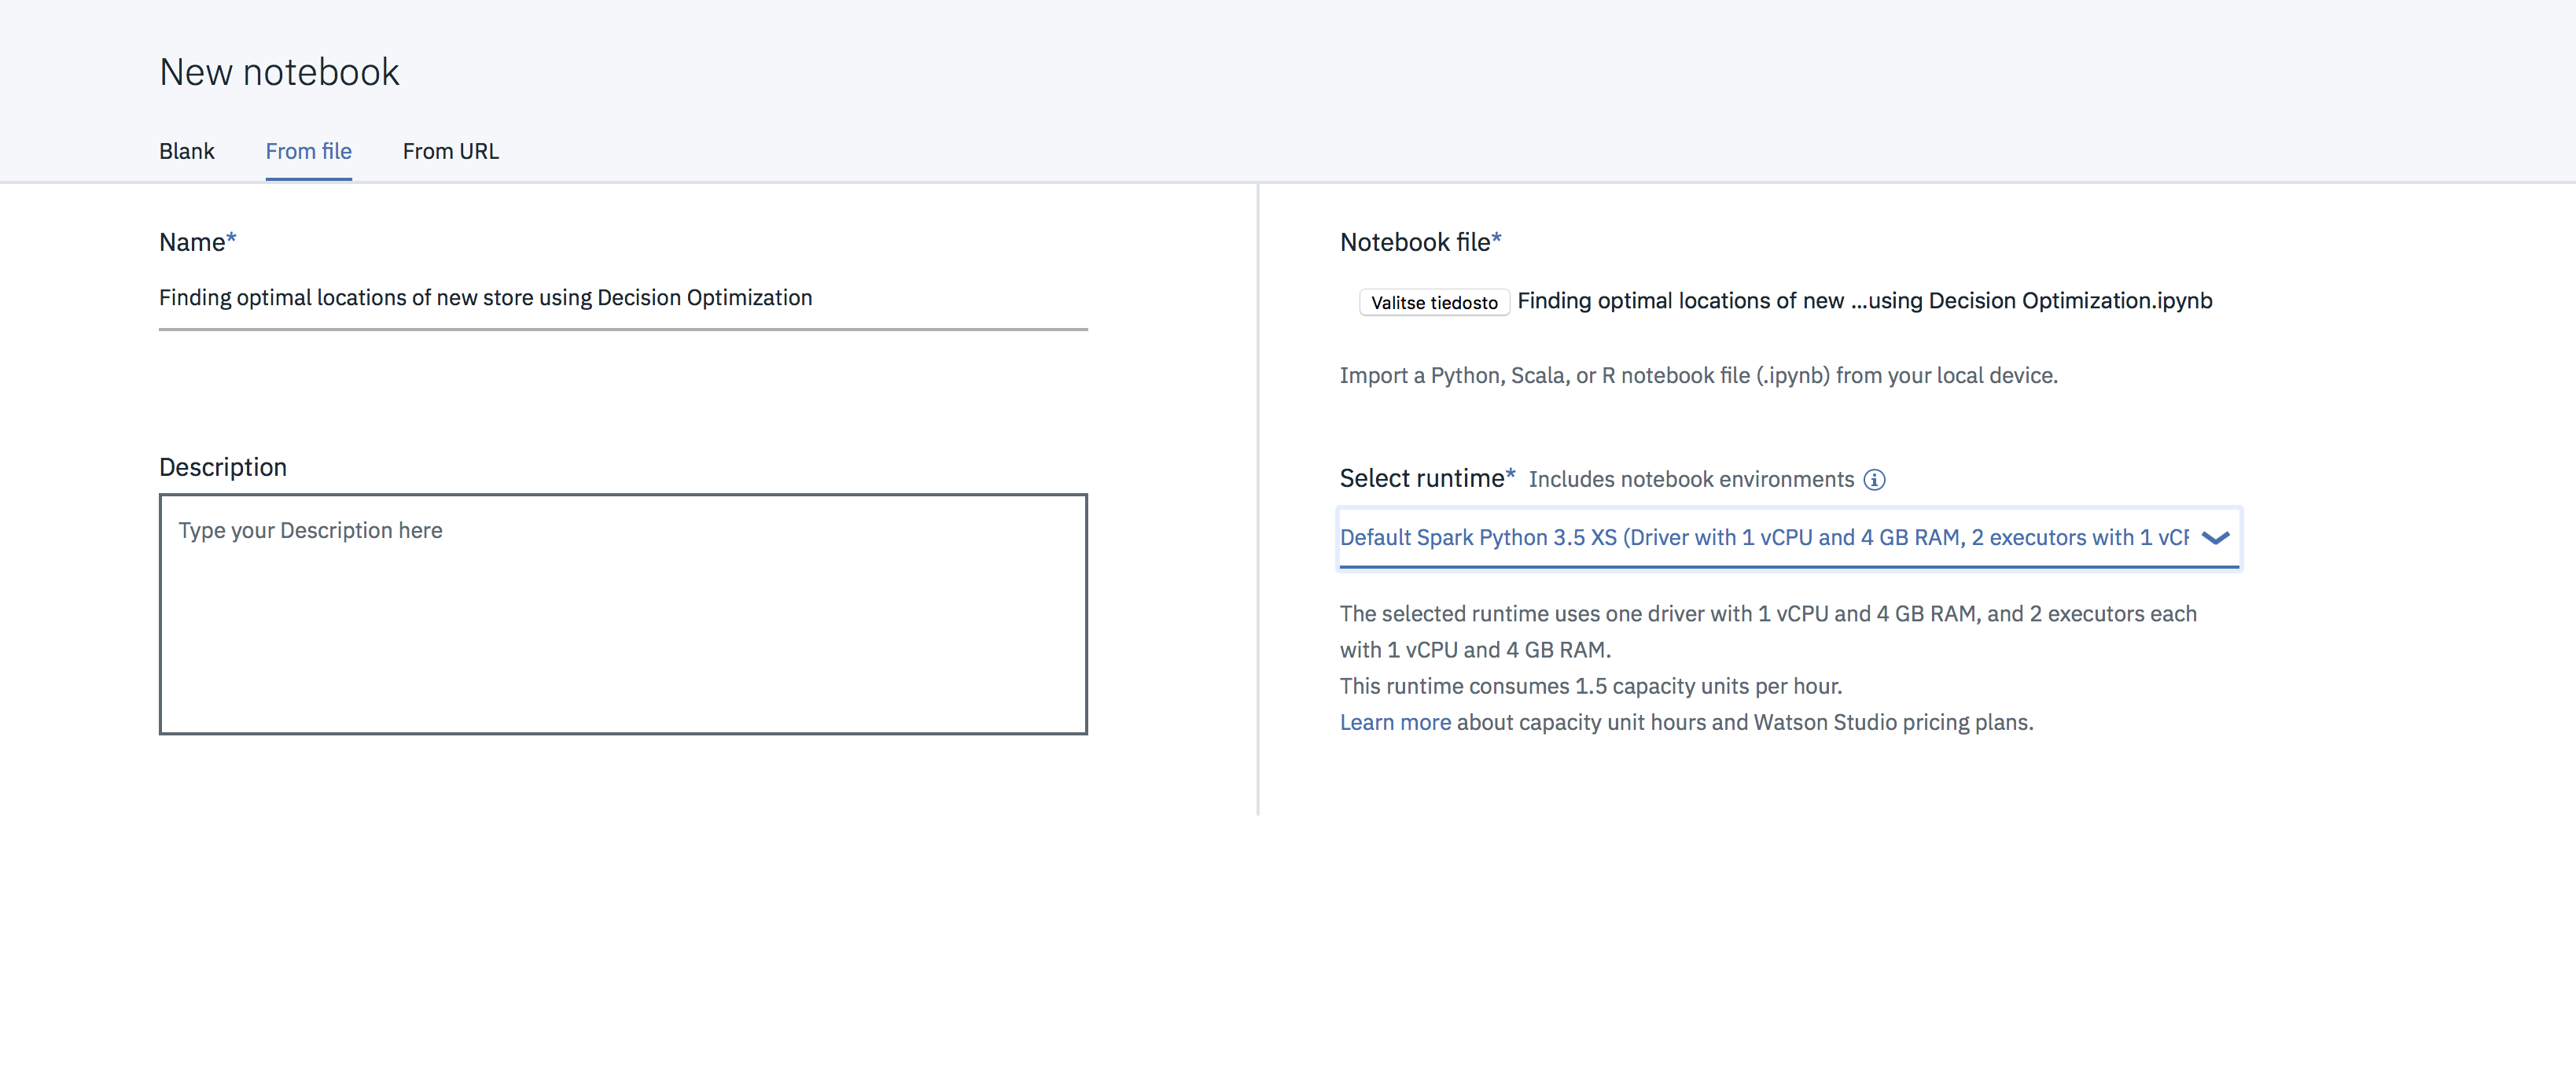 New notebook
Blank
From file
From URL
Name*
Finding optimal locations of new store using Decision Optimization
Description
Type your Description here
Notebook file*
Valitse tiedosto Finding optimal locations of new ...using Decision Optimization.ipynb
Import a Python, Scala, or R notebook file (.ipynb) from your local device.
Select runtime* Includes notebook environments
Default Spark Python 3.5 XS (Driver with 1 vCPU and 4 GB RAM, 2 executors with 1
The selected runtime uses one driver with 1 vCPU and 4 GB RAM, and 2 executors each
with 1 vCPU and 4 GB RAM.
This runtime consumes 1.5 capacity units per hour.
Learn more about capacity unit hours and Watson Studio pricing plans.